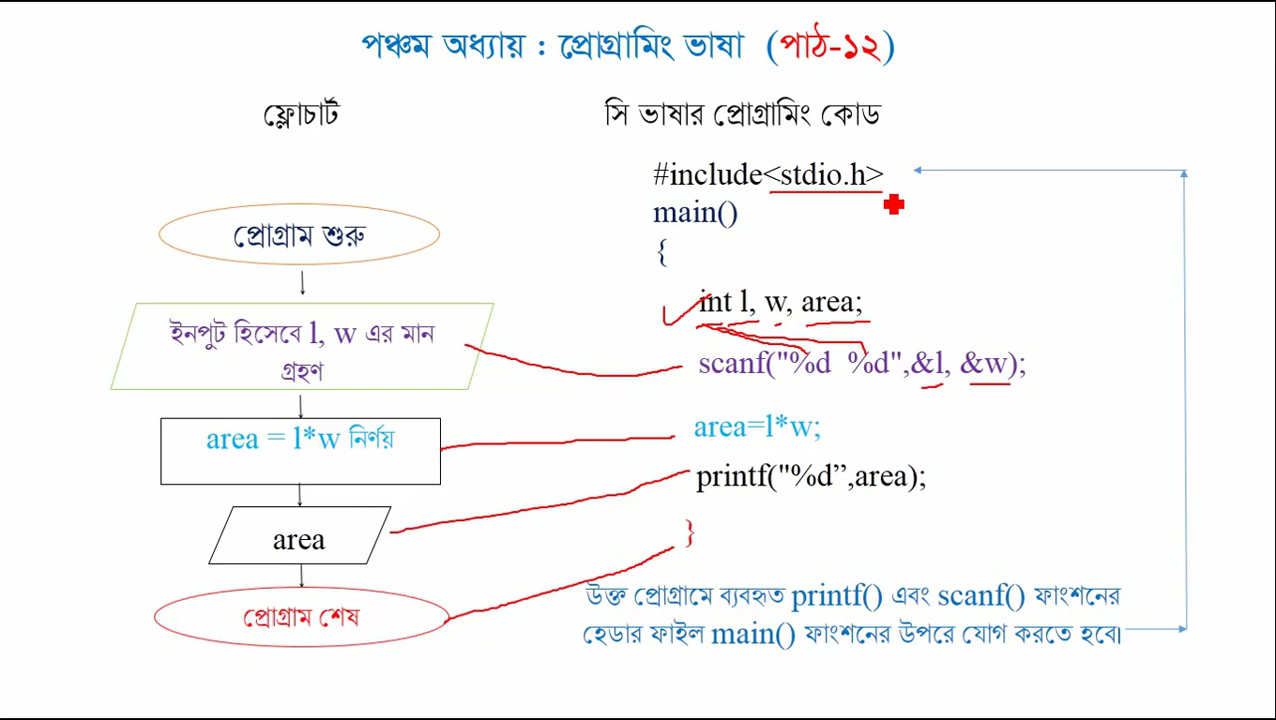 পঞ্চম অধ্যায় : প্রোগ্রামিং ভাষা (পাঠ-১২)
ফ্লোচার্ট
প্রোগ্রাম শুরু
ইনপুট হিসেবে l, w এর মান
গ্রহণ
area = l*w নির্ণয়
area
প্রোগ্রাম শেষ
সি ভাষার প্রোগ্রামিং কোড
#include<stdio.h>
main()
{
int l, w, area;
scanf("%d %d",&l, &w);
area=l*w;
printf("%d”,area);
}
উক্ত প্রোগ্রামে ব্যবহৃত printf() এবং scanf() ফাংশনের
হেডার ফাইল main() ফাংশনের উপরে যোগ করতে হবে।